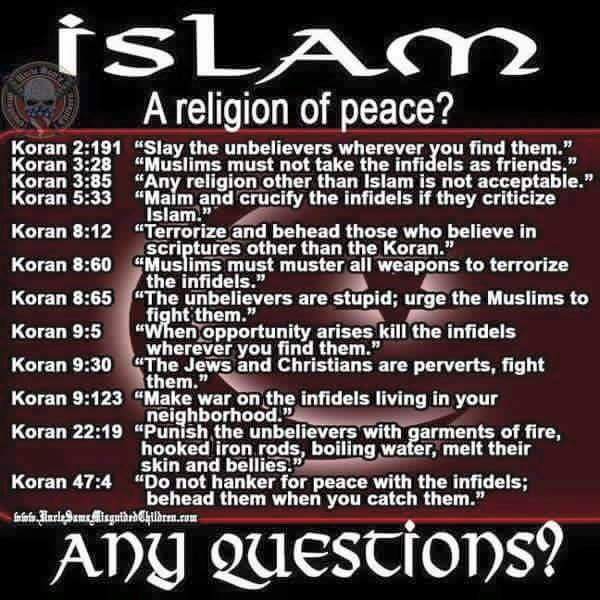 iSLAM
A religion of peace?
Koran 2:191 “Slay the unbelievers wherever you find them.”
Koran 3:28 “Muslims must not take the infidels as friends.”
Koran 3:85 “Any religion other than Islam is not acceptable.”
Koran 5:33 “Maim and crucify the infidels if they criticize
Islam.”
Koran 8:12 “Terrorize and behead those who believe in
scriptures other than the Koran.”
Koran 8:60 “Muslims must muster all weapons to terrorize
the infidels.”
Koran 8:65 “The unbelievers are stupid; urge the Muslims to
fight them.”
Koran 9:5 “When opportunity arises kill the infidels
wherever you find them.”
Koran 9:30 “The Jews and Christians are perverts, fight
them.”
Koran 9:123 “Make war on the infidels living in your
neighborhood.”
Koran 22:19 “Punish the unbelievers with garments of fire,
hooked iron rods, boiling water, melt their
skin and bellies.”
Koran 47:4 “Do not hanker for peace with the infidels;
behead them when you catch them.”
www.UncleSamsMisguidedChildren.com
Any Questions?